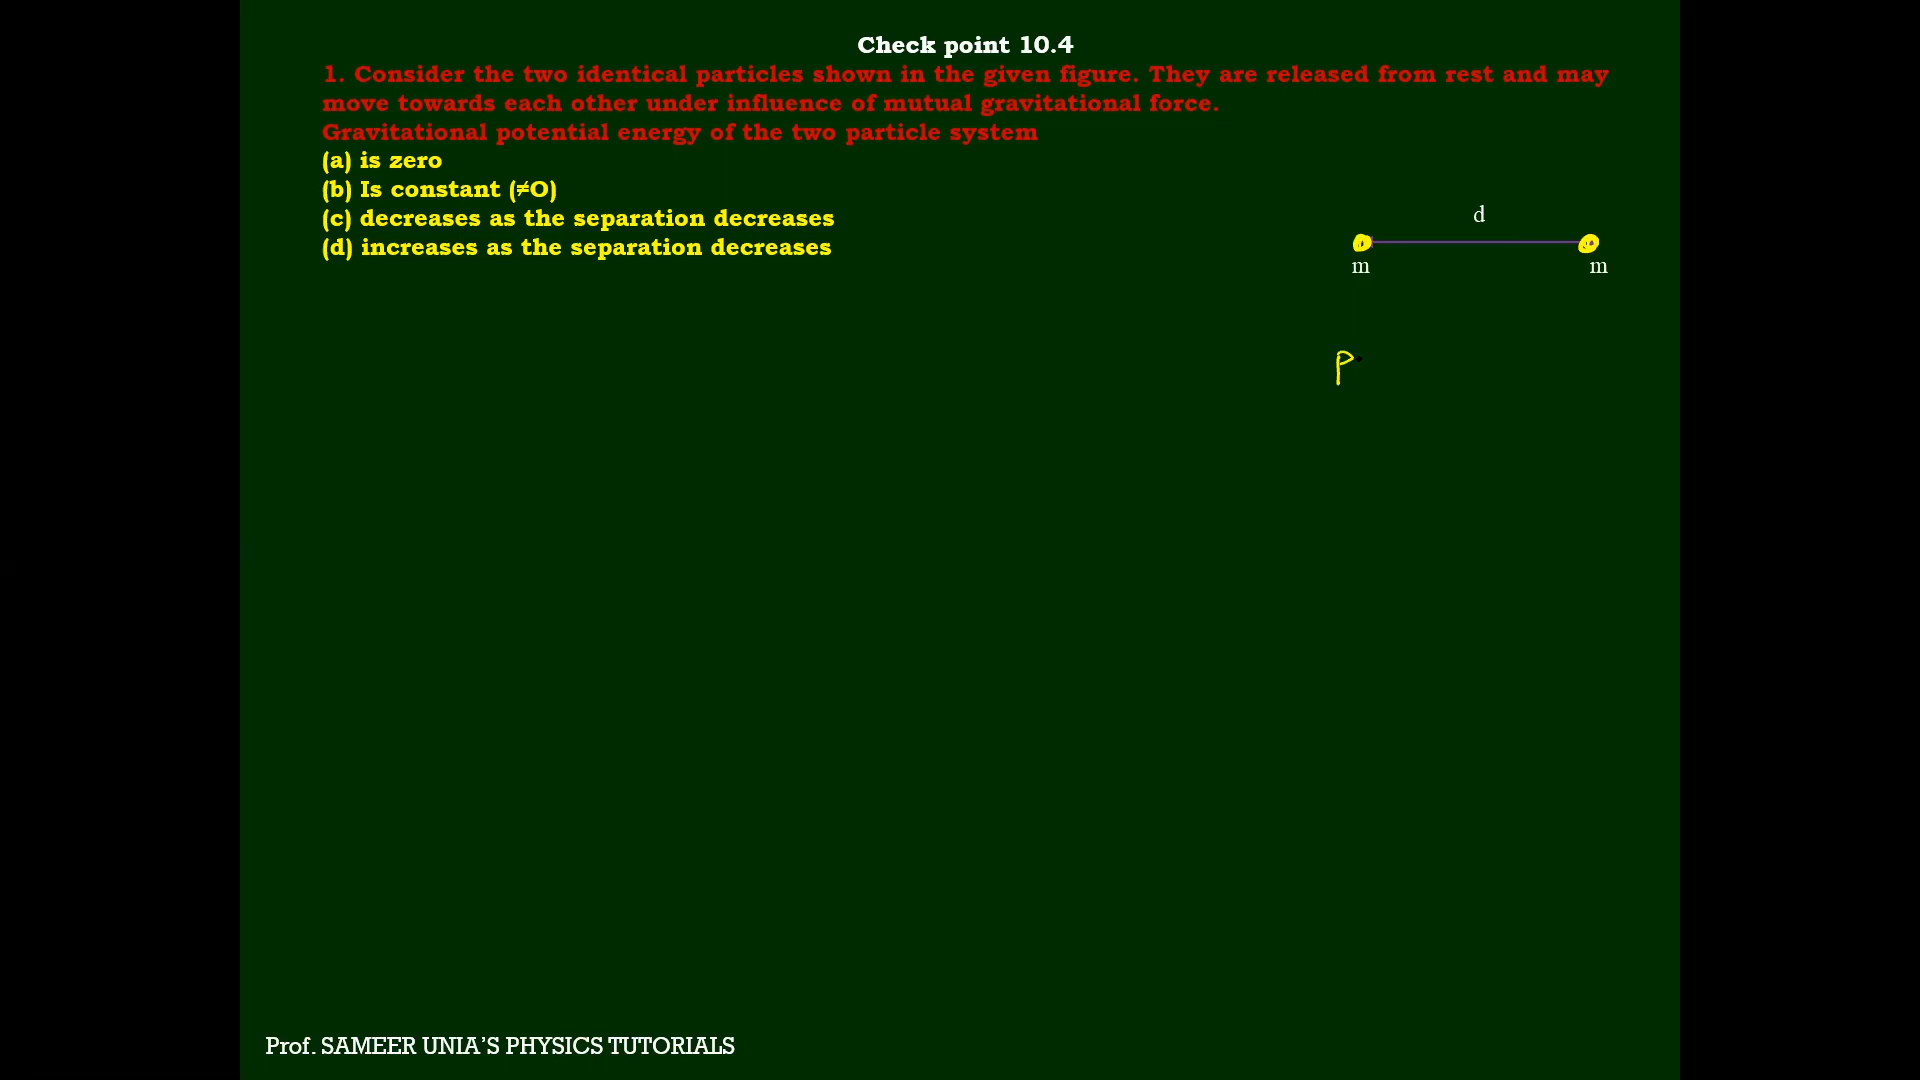 Check point 10.4
1. Consider the two identical particles shown in the given figure. They are released from rest and may
move towards each other under influence of mutual gravitational force.
Gravitational potential energy of the two particle system
(a) is zero
(b) Is constant (≠O)
(c) decreases as the separation decreases
(d) increases as the separation decreases
d
m m
P
Prof. SAMEER UNIA'S PHYSICS TUTORIALS